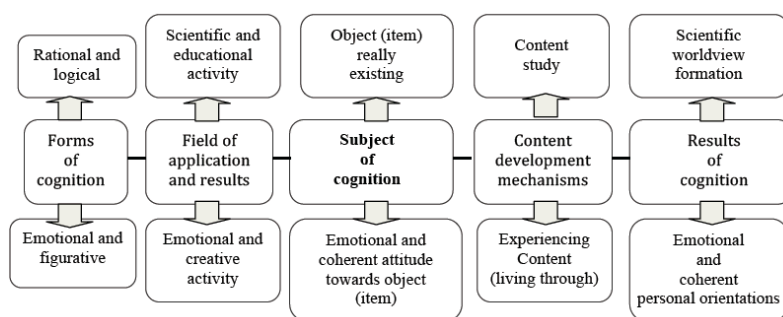 Rational and
logical
Scientific and
educational
activity
Object (item)
really
existing
Content
study
Scientific
worldview
formation
Forms
of
cognition
Field of
application
and results
Subject
of
cognition
Content
development
mechanisms
Results
of
cognition
Emotional and
figurative
Emotional and
creative
activity
Emotional and
coherent attitude
towards object
(item)
Experiencing
Content
(living through)
Emotional
and
coherent
personal orientations